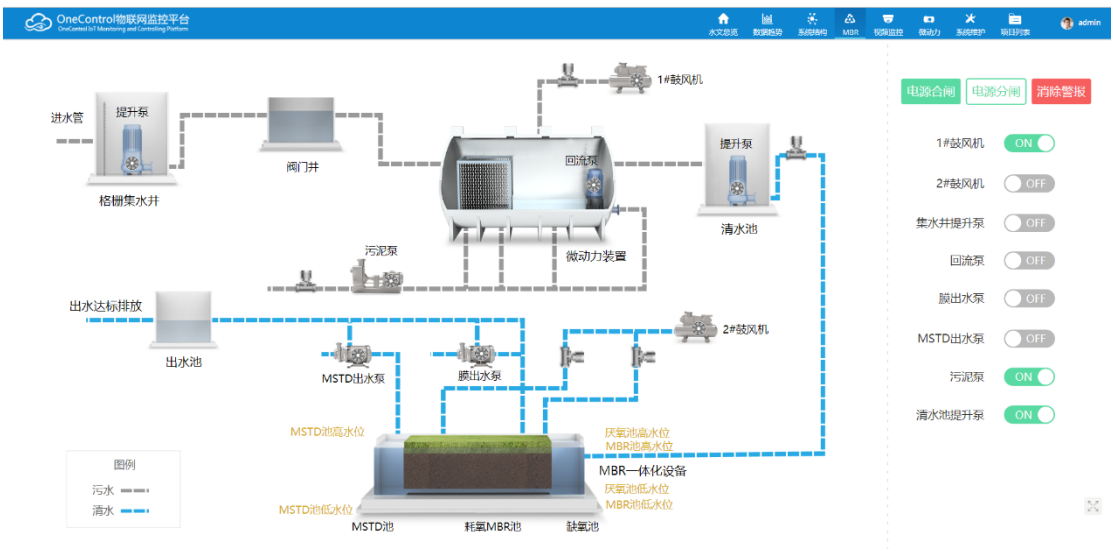 OneControl物联网监控平台
OneControl IoT Monitoring and Controlling Platform
水文总览
数据趋势
系统结构
MBR
视频监控
微动力
系统维护
项目列表
admin
1#鼓风机
进水管
提升泵
阀门井
回流泵
提升泵
格栅集水井
清水池
微动力装置
污泥泵
出水达标排放
2#鼓风机
出水池
MSTD出水泵
膜出水泵
MSTD池高水位
厌氧池高水位
MBR池高水位
MBR一体化设备
厌氧池低水位
MBR池低水位
MSTD池低水位
MSTD池
耗氧MBR池
缺氧池
图例
污水
清水
电源合闸
电源分闸
消除警报
1#鼓风机 ON
2#鼓风机 OFF
集水井提升泵 OFF
回流泵 OFF
膜出水泵 OFF
MSTD出水泵 OFF
污泥泵 ON
清水池提升泵 ON